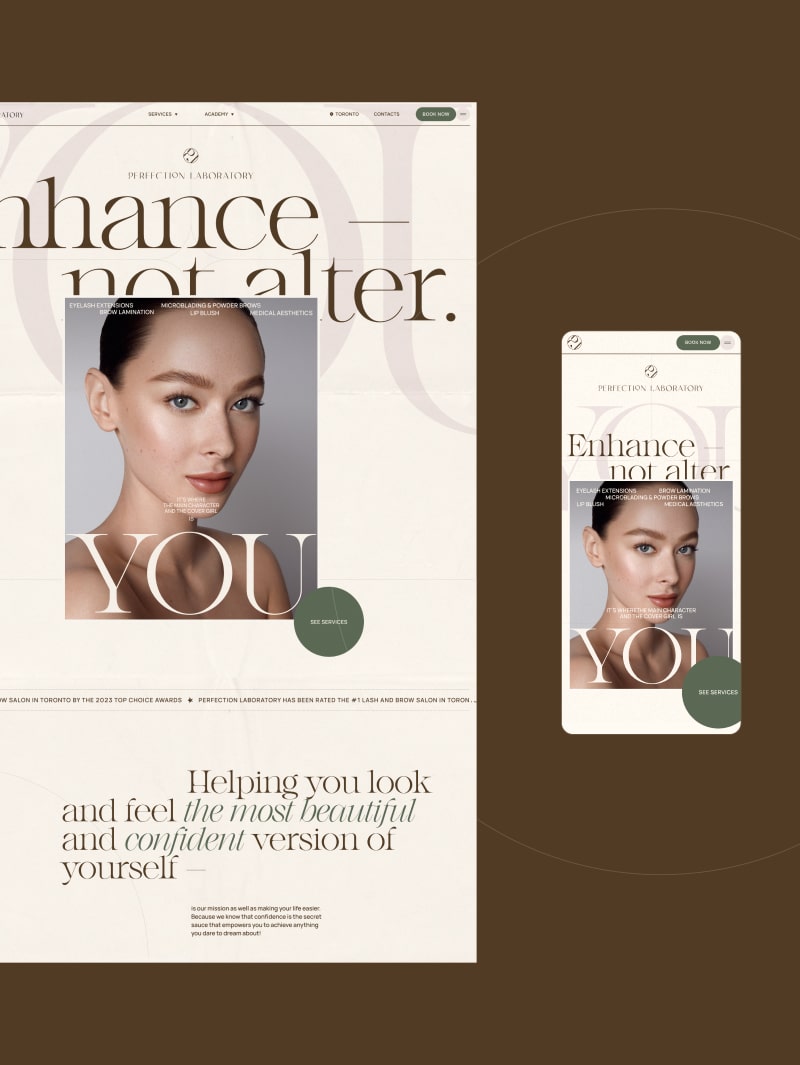 SERVICES
ACADEMY
TORONTO
CONTACTS
BOOK NOW
PERFECTION LABORATORY
nhance —
not alter.
EYELASH EXTENSIONS
MICROBLADING & POWDER BROWS
BROW LAMINATION
LIP BLUSH
MEDICAL AESTHETICS
IT'S WHERE
THE MAIN CHARACTER
AND THE COVER GIRL
IS
YOU
SEE SERVICES
OW SALON IN TORONTO BY THE 2023 TOP CHOICE AWARDS ★ PERFECTION LABORATORY HAS BEEN RATED THE #1 LASH AND BROW SALON IN TORON
Helping you look
and feel the most beautiful
and confident version of
yourself —
is our mission as well as making your life easier.
Because we know that confidence is the secret
sauce that empowers you to achieve anything
you dare to dream about!
BOOK NOW
PERFECTION LABORATORY
YOU
Enhance —
not alter
EYELASH EXTENSIONS
BROW LAMINATION
MICROBLADING & POWDER BROWS
LIP BLUSH
MEDICAL AESTHETICS
IT'S WHERE THE MAIN CHARACTER
AND THE COVER GIRL IS
YOU
SEE SERVICES